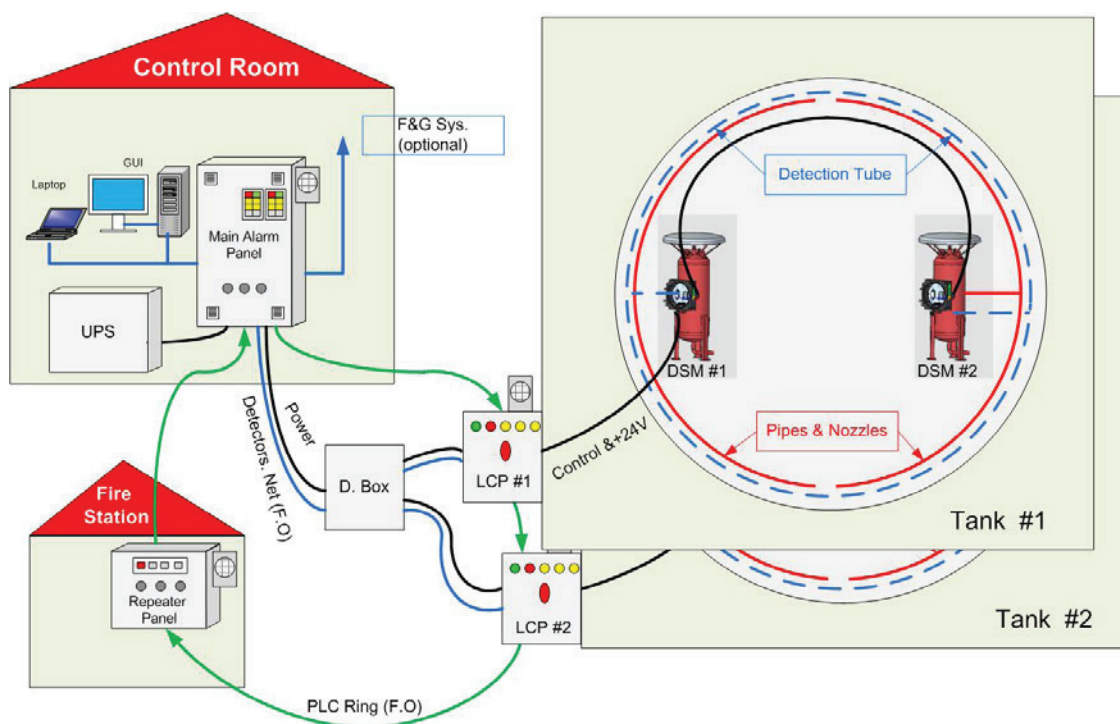 Control Room
F&G Sys.
(optional)
GUI
Laptop
Main Alarm
Panel
UPS
Detection Tube
DSM #1
DSM #2
Power
Detectors. Net (F.O)
Control &+24V
D. Box
LCP #1
Pipes & Nozzles
Tank #1
Fire
Station
Repeater
Panel
LCP #2
Tank #2
PLC Ring (F.O)